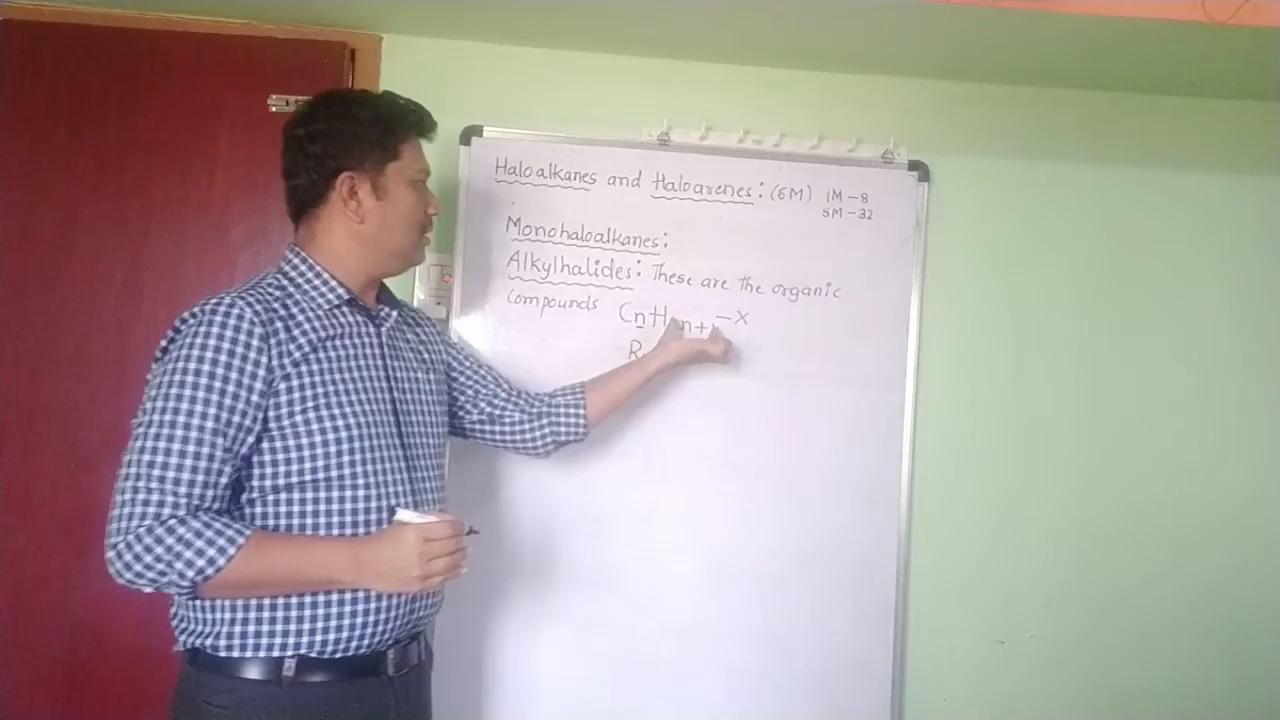 Haloalkanes and Haloarenes: (6M) 1M - 8
5M - 32
Monohaloalkanes:
Alkylhalides: These are the organic
compounds CnH2n+1 -X
R